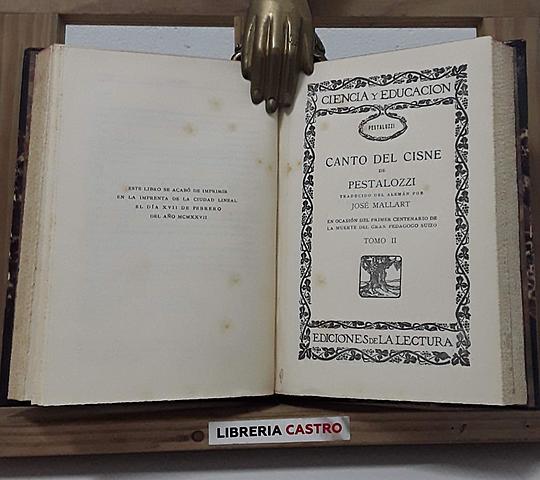 ESTE LIBRO SE ACABÓ DE IMPRIMIR
EN LA IMPRENTA DE LA CIUDAD LINEAL
EL DÍA XVII DE FEBRERO
DEL AÑO MCMXXVII
CIENCIA Y EDUCACION
PESTALOZZI
CANTO DEL CISNE
DE
PESTALOZZI
TRADUCIDO DEL ALEMÁN POR
JOSÉ MALLART
EN OCASIÓN DEL PRIMER CENTENARIO DE
LA MUERTE DEL GRAN PEDAGOGO SUIZO
TOMO II
EDICIONES DE LA LECTURA
LIBRERIA CASTRO